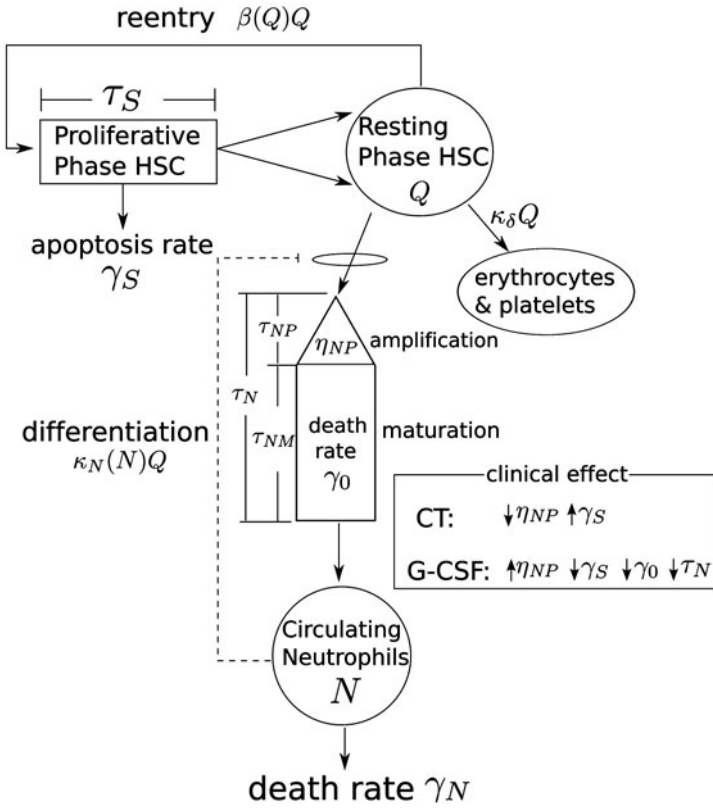 reentry β(Q)Q
τ_S
Proliferative
Phase HSC
Resting
Phase HSC
Q
κ_δQ
apoptosis rate
γ_S
erythrocytes
& platelets
τ_NP
η_NP
amplification
τ_N
differentiation
κ_N(N)Q
τ_NM
death
rate
γ_0
maturation
clinical effect
CT: ↓η_NP ↑γ_S
G-CSF: ↑η_NP ↓γ_S ↓γ_0 ↓τ_N
Circulating
Neutrophils
N
death rate γ_N